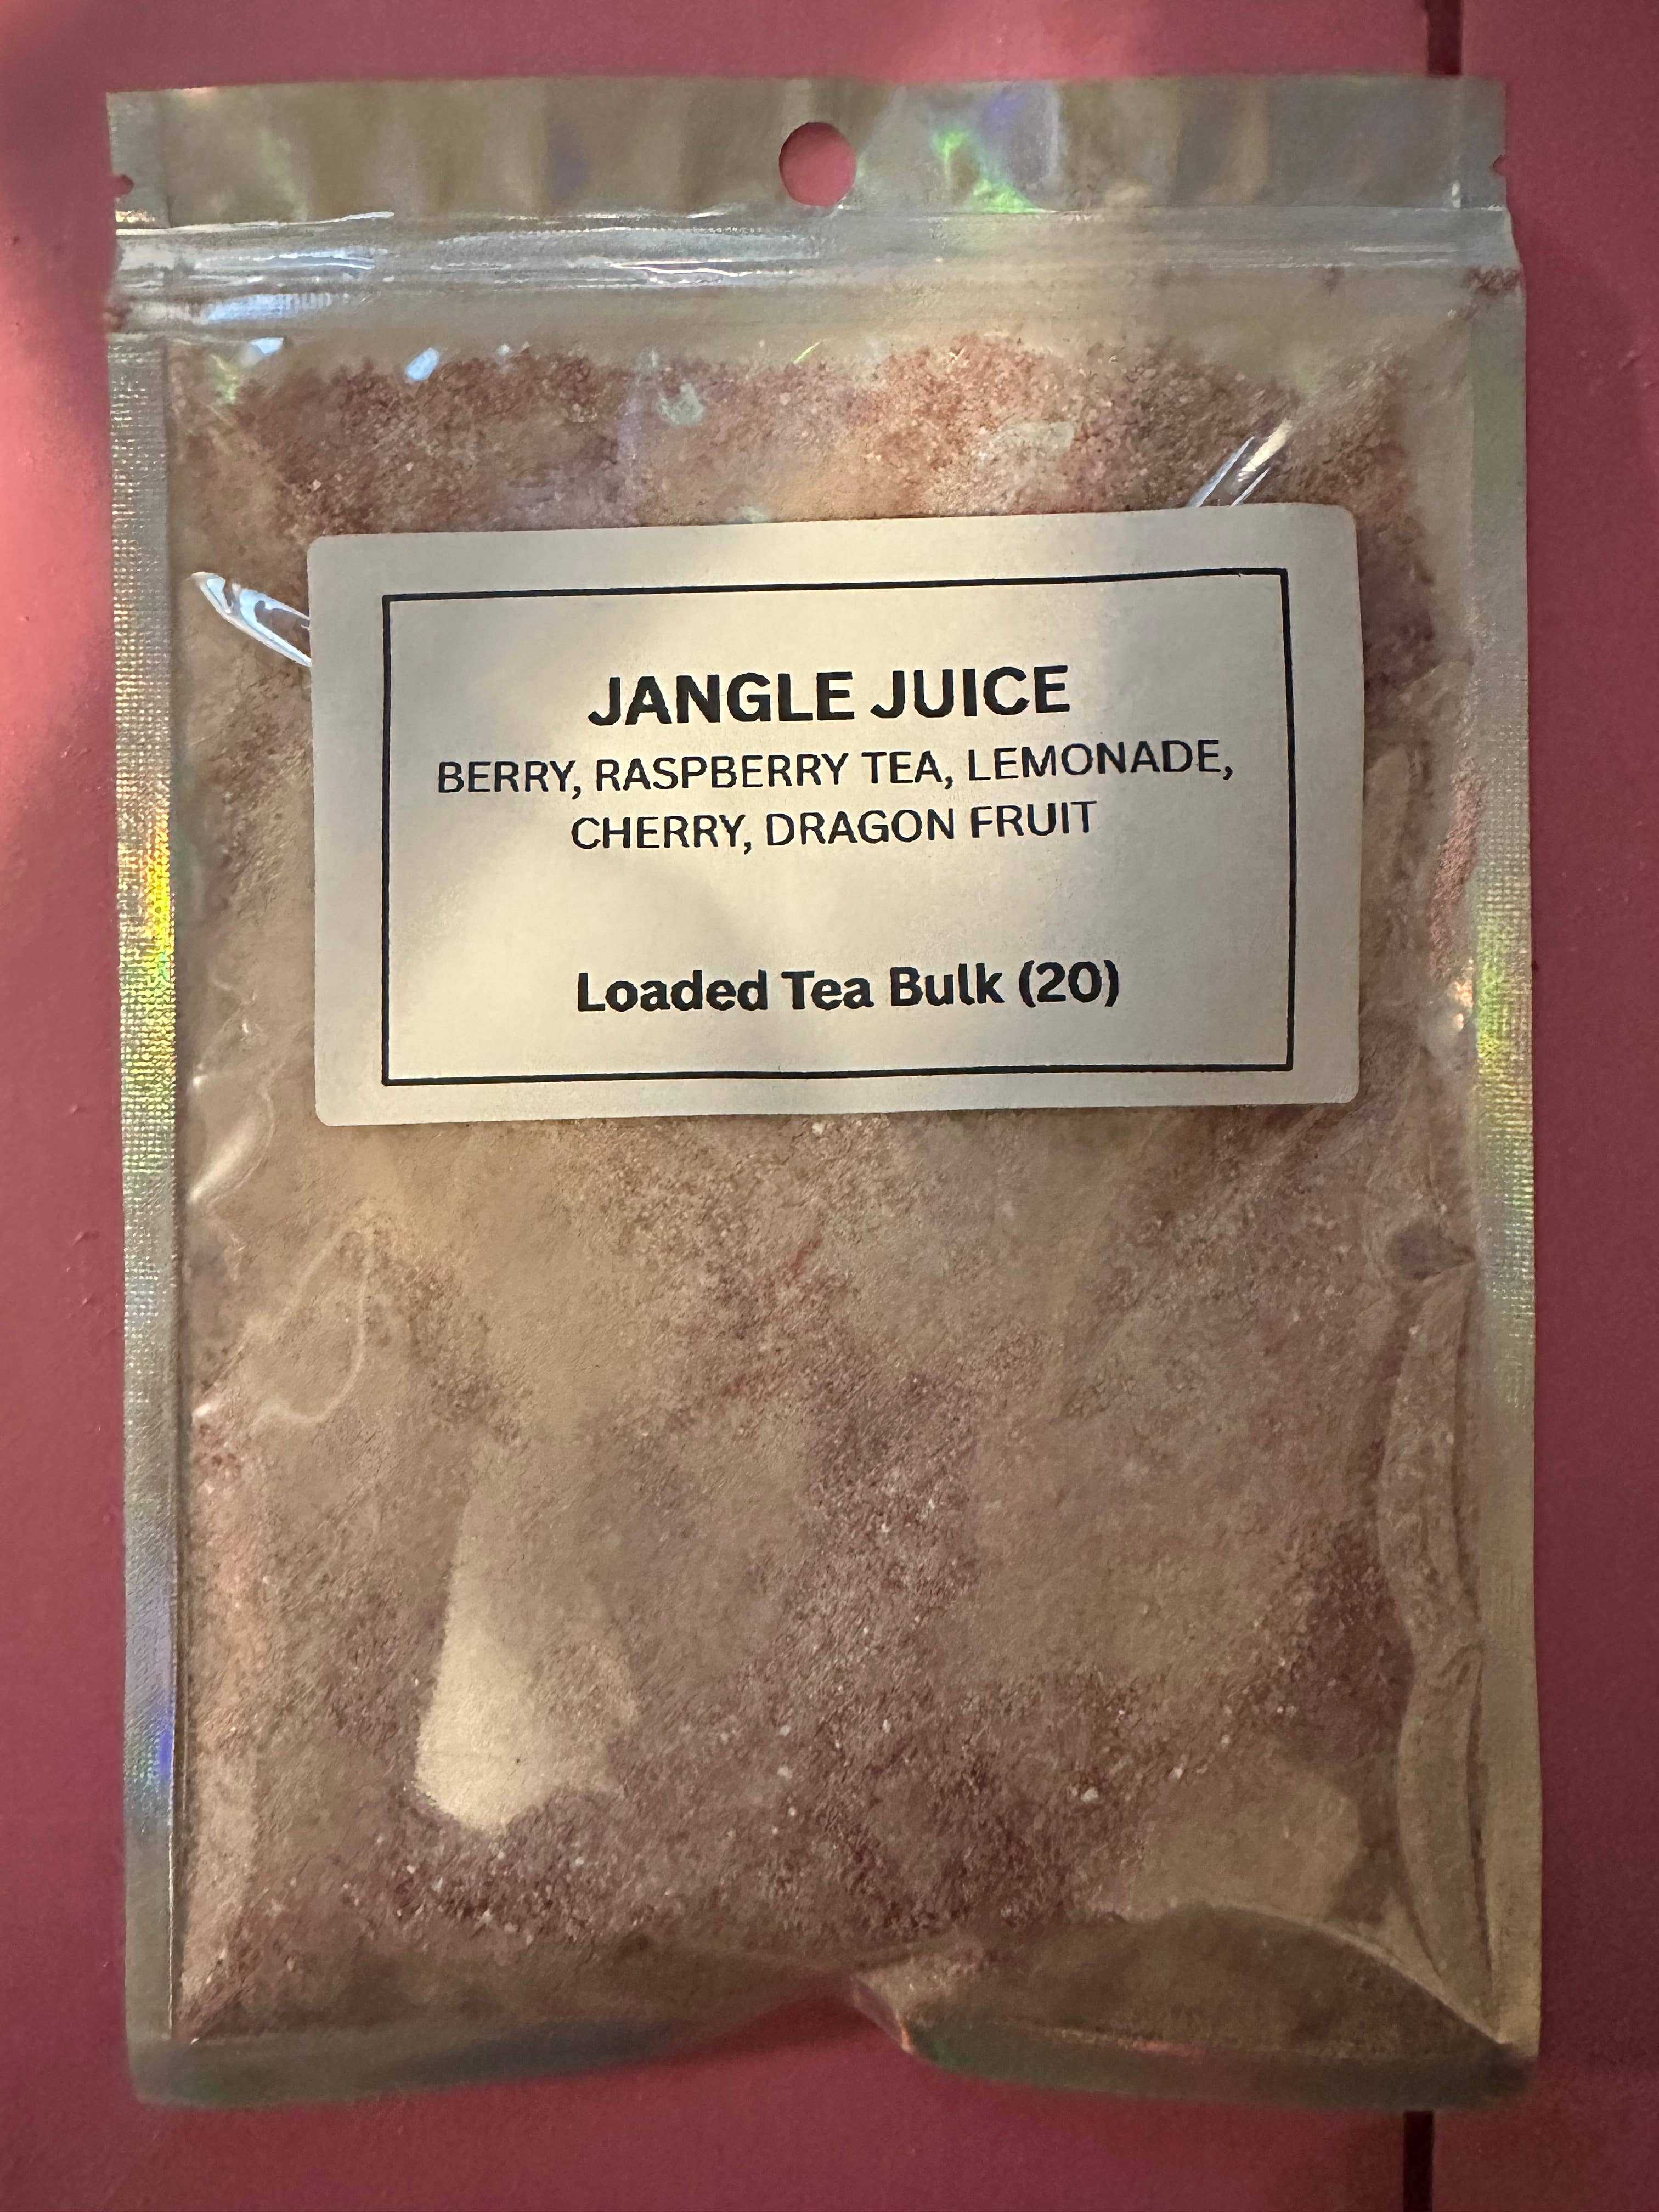 JANGLE JUICE
BERRY, RASPBERRY TEA, LEMONADE,
CHERRY, DRAGON FRUIT
Loaded Tea Bulk (20)